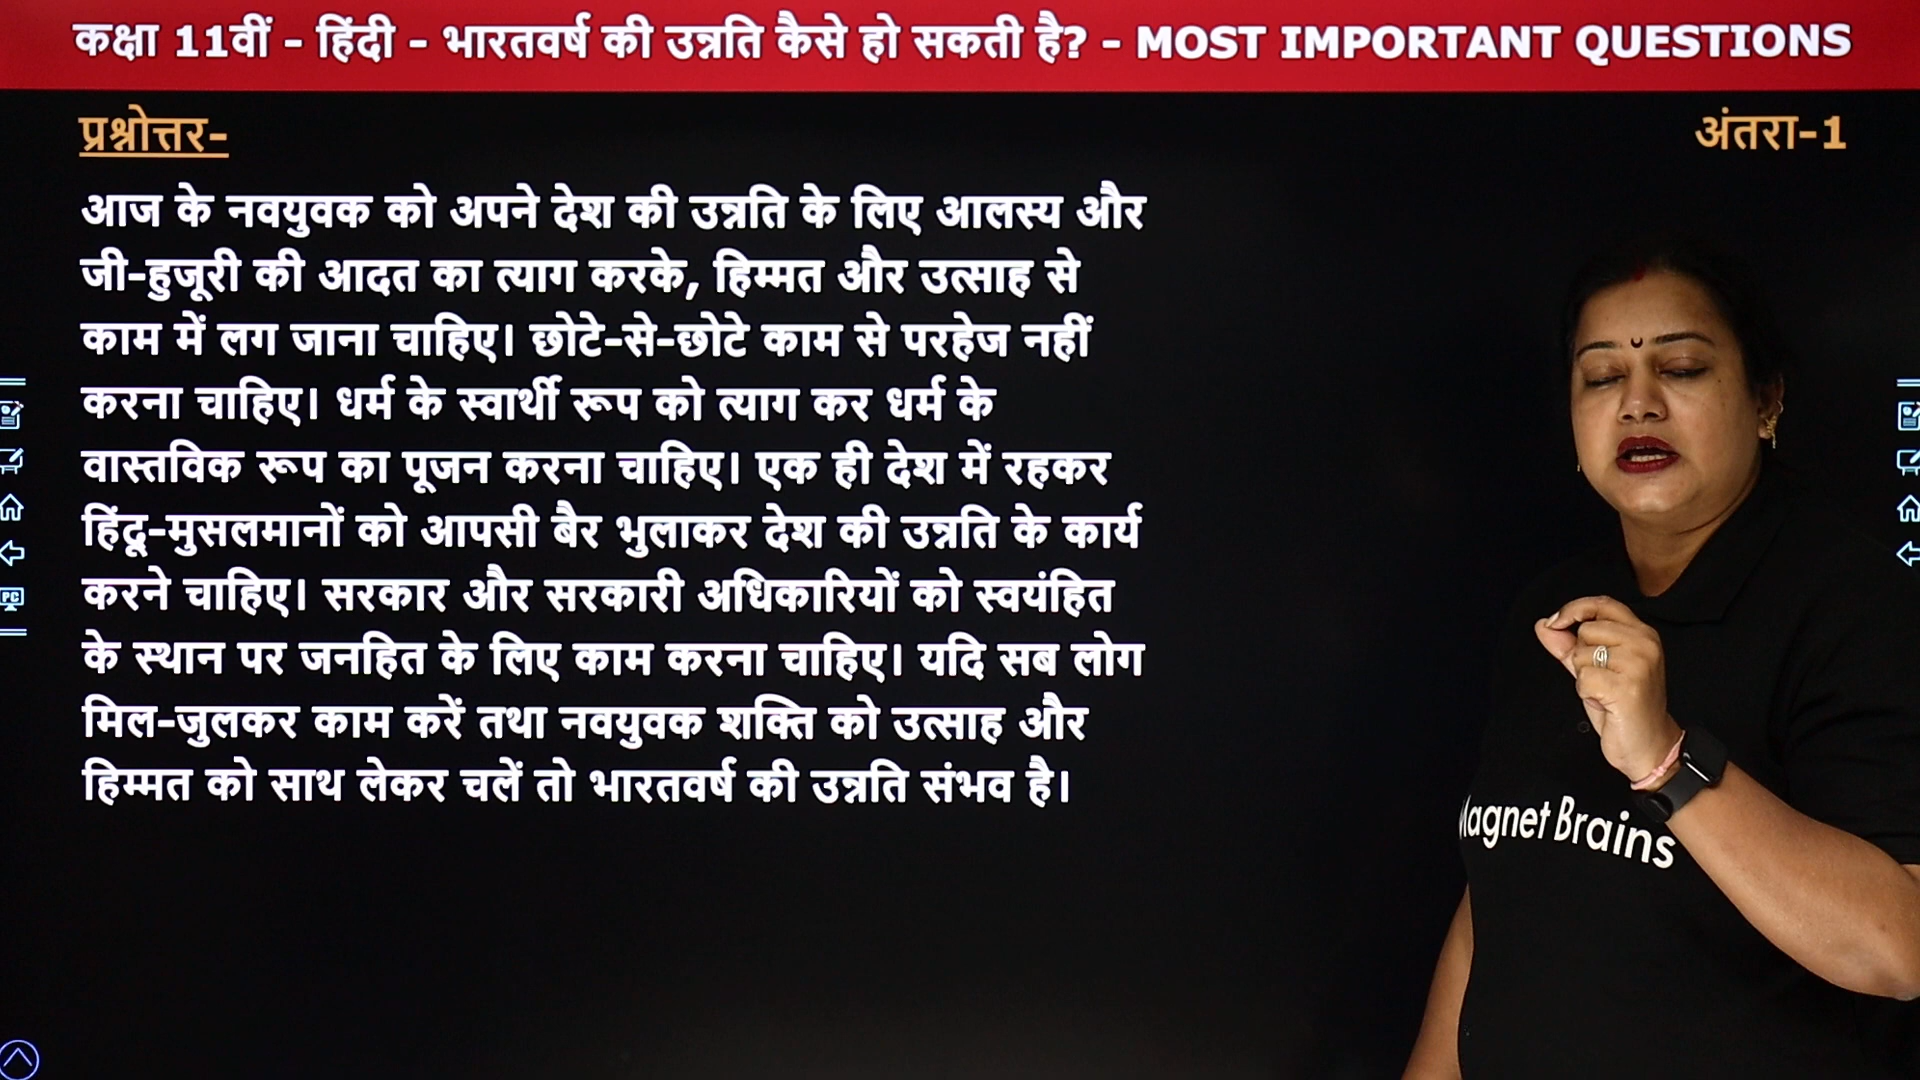 कक्षा 11वीं - हिंदी - भारतवर्ष की उन्नति कैसे हो सकती है? - MOST IMPORTANT QUESTIONS
प्रश्नोत्तर-
अंतरा-1
आज के नवयुवक को अपने देश की उन्नति के लिए आलस्य और
जी-हुजूरी की आदत का त्याग करके, हिम्मत और उत्साह से
काम में लग जाना चाहिए। छोटे-से-छोटे काम से परहेज नहीं
करना चाहिए। धर्म के स्वार्थी रूप को त्याग कर धर्म के
वास्तविक रूप का पूजन करना चाहिए। एक ही देश में रहकर
हिंदू-मुसलमानों को आपसी बैर भुलाकर देश की उन्नति के कार्य
करने चाहिए। सरकार और सरकारी अधिकारियों को स्वयंहित
के स्थान पर जनहित के लिए काम करना चाहिए। यदि सब लोग
मिल-जुलकर काम करें तथा नवयुवक शक्ति को उत्साह और
हिम्मत को साथ लेकर चलें तो भारतवर्ष की उन्नति संभव है।
PC
Magnet Brains